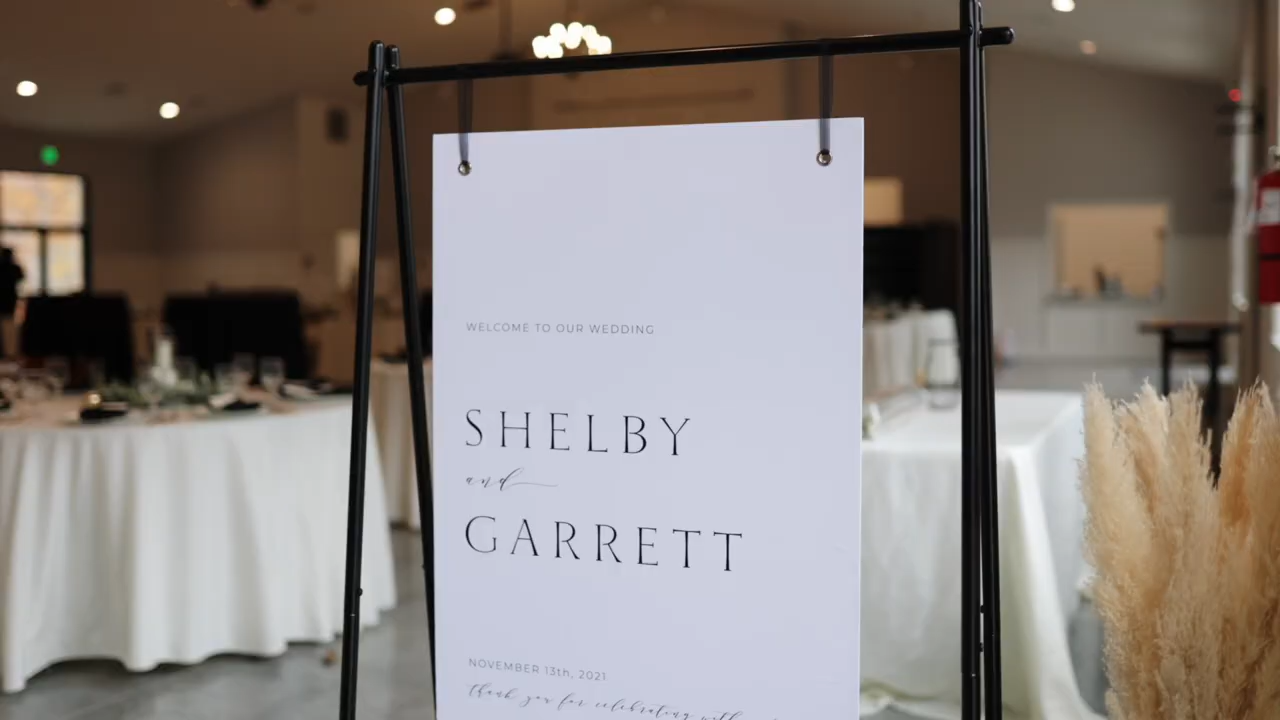 WELCOME TO OUR WEDDING
SHELBY
and
GARRETT
NOVEMBER 13th, 2021
thank you for celebrating with